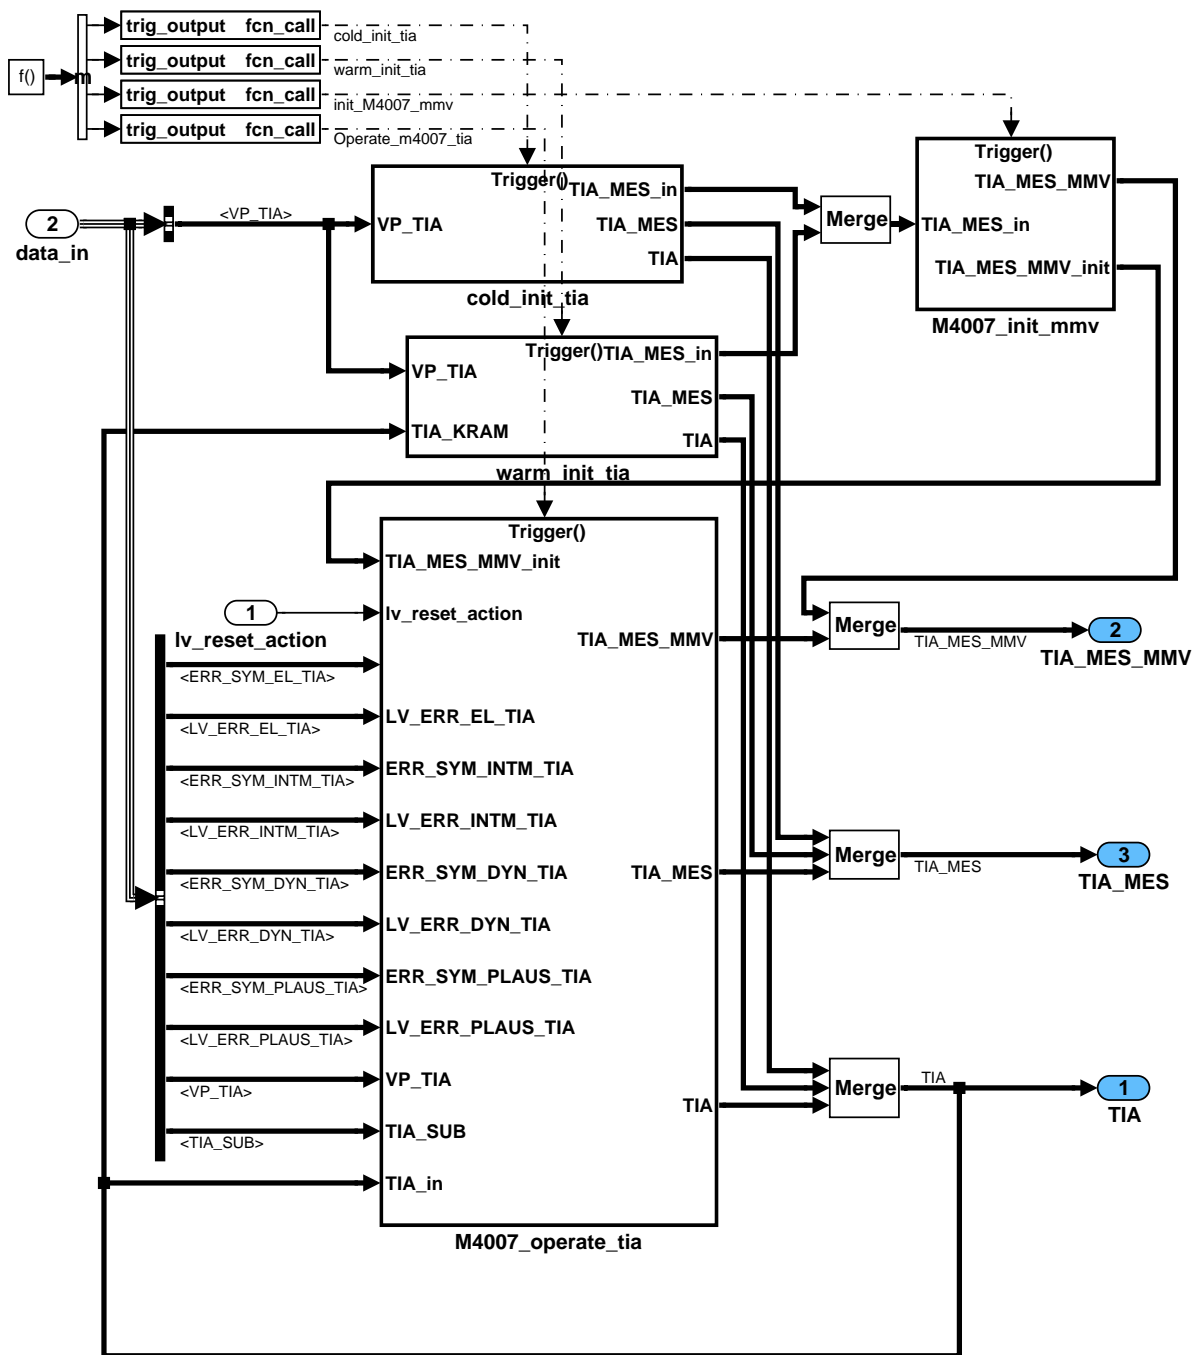 trig_output fcn_call
cold_init_tia
trig_output fcn_call
warm_init_tia
f()
m
trig_output fcn_call
init_M4007_mmv
trig_output fcn_call
Operate_m4007_tia
Trigger()
TIA_MES_in
VP_TIA
TIA_MES
TIA
cold_init_tia
Trigger()
TIA_MES_MMV
TIA_MES_in
TIA_MES_MMV_init
M4007_init_mmv
Merge
2
data_in
<VP_TIA>
Trigger()
TIA_MES_in
VP_TIA
TIA_MES
TIA_KRAM
TIA
warm_init_tia
Trigger()
TIA_MES_MMV_init
1
lv_reset_action
lv_reset_action
TIA_MES_MMV
Merge
TIA_MES_MMV
2
TIA_MES_MMV
<ERR_SYM_EL_TIA>
LV_ERR_EL_TIA
<LV_ERR_EL_TIA>
ERR_SYM_INTM_TIA
<ERR_SYM_INTM_TIA>
LV_ERR_INTM_TIA
<LV_ERR_INTM_TIA>
ERR_SYM_DYN_TIA
<ERR_SYM_DYN_TIA>
TIA_MES
Merge
TIA_MES
3
TIA_MES
LV_ERR_DYN_TIA
<LV_ERR_DYN_TIA>
ERR_SYM_PLAUS_TIA
<ERR_SYM_PLAUS_TIA>
LV_ERR_PLAUS_TIA
<LV_ERR_PLAUS_TIA>
VP_TIA
<VP_TIA>
TIA
Merge
TIA
1
TIA
TIA_SUB
<TIA_SUB>
TIA_in
M4007_operate_tia